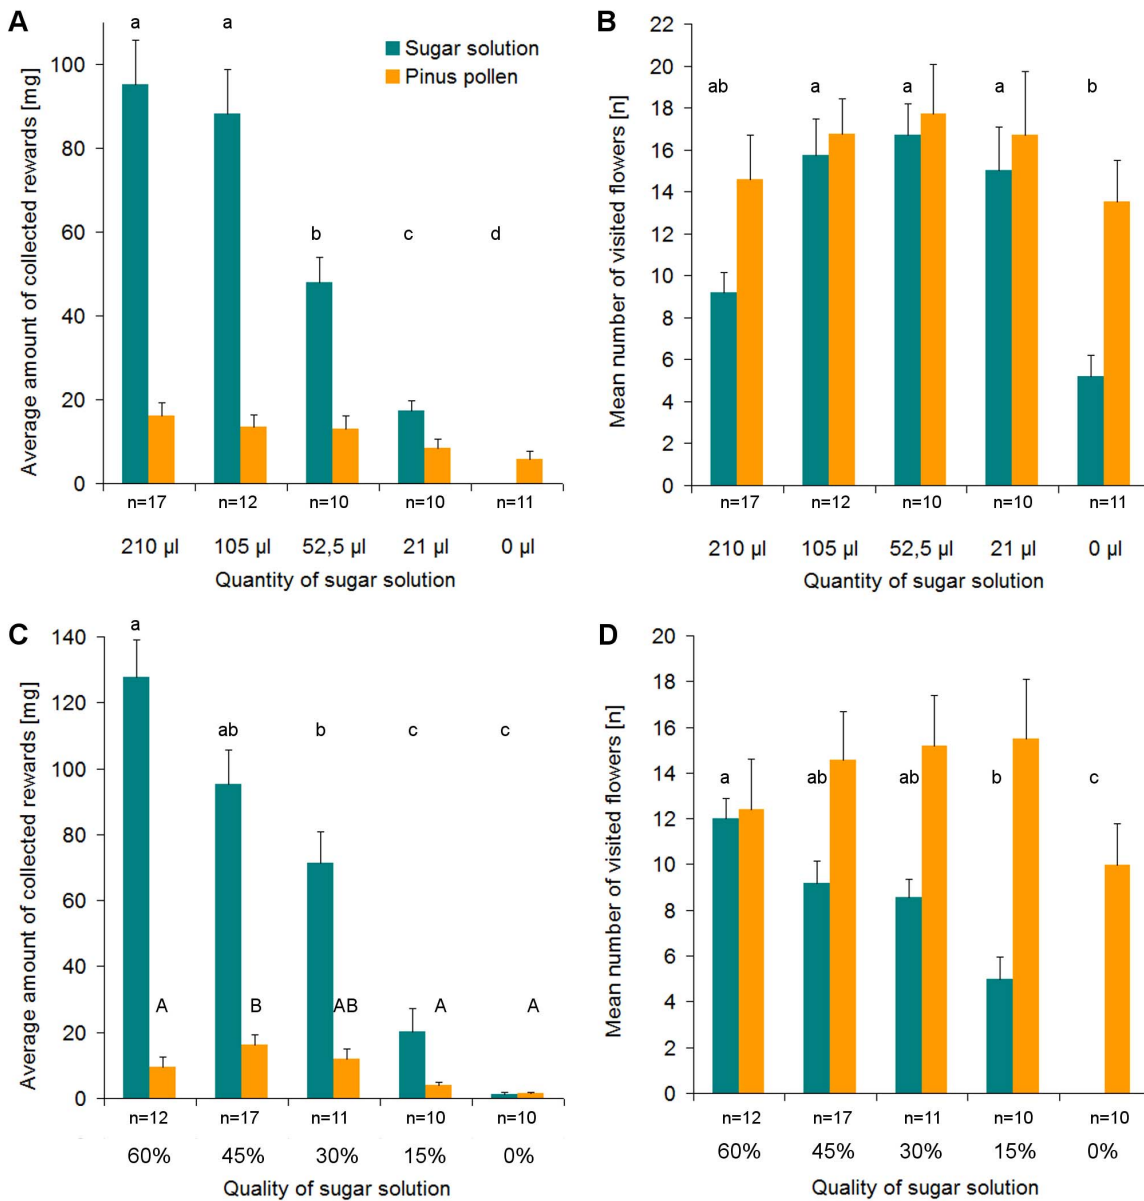 A
Average amount of collected rewards [mg]
a a
Sugar solution
Pinus pollen
100
80
60
b c d
40
20
0
n=17 n=12 n=10 n=10 n=11
210 µl 105 µl 52,5 µl 21 µl 0 µl
Quantity of sugar solution
B
Mean number of visited flowers [n]
22
20
ab a a a b
18
16
14
12
10
8
6
4
2
0
n=17 n=12 n=10 n=10 n=11
210 µl 105 µl 52,5 µl 21 µl 0 µl
Quantity of sugar solution
C
Average amount of collected rewards [mg]
a
140
120
ab b c c
100
80
60
40
A B AB A A
20
0
n=12 n=17 n=11 n=10 n=10
60% 45% 30% 15% 0%
Quality of sugar solution
D
Mean number of visited flowers [n]
20
18
16
14
a ab ab b c
12
10
8
6
4
2
0
n=12 n=17 n=11 n=10 n=10
60% 45% 30% 15% 0%
Quality of sugar solution